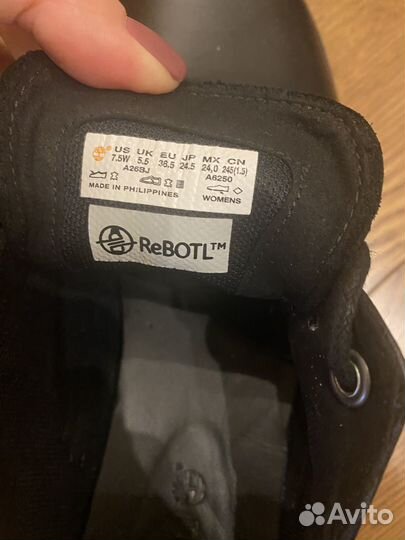 US UK EU JP MX CN
7.5W 5.5 38.5 24.5 24,0 245(1.5)
A26BJ A6250
MADE IN PHILIPPINES WOMENS
ReBOTL™
Avito